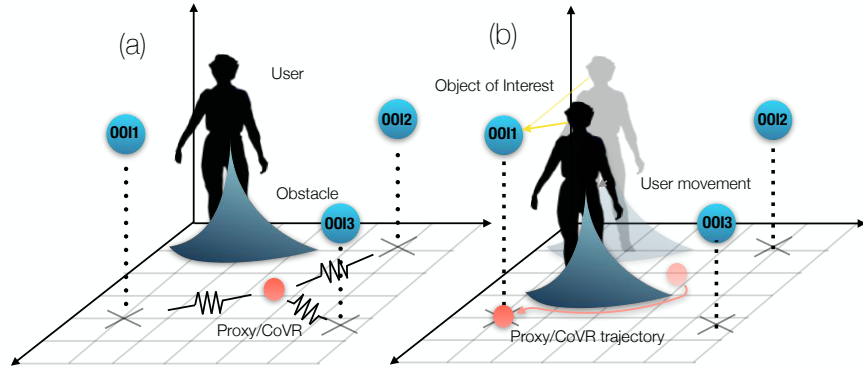 (a)
User
OOI1
OOI2
Obstacle
OOI3
Proxy/CoVR
(b)
Object of Interest
OOI1
OOI2
User movement
OOI3
Proxy/CoVR trajectory